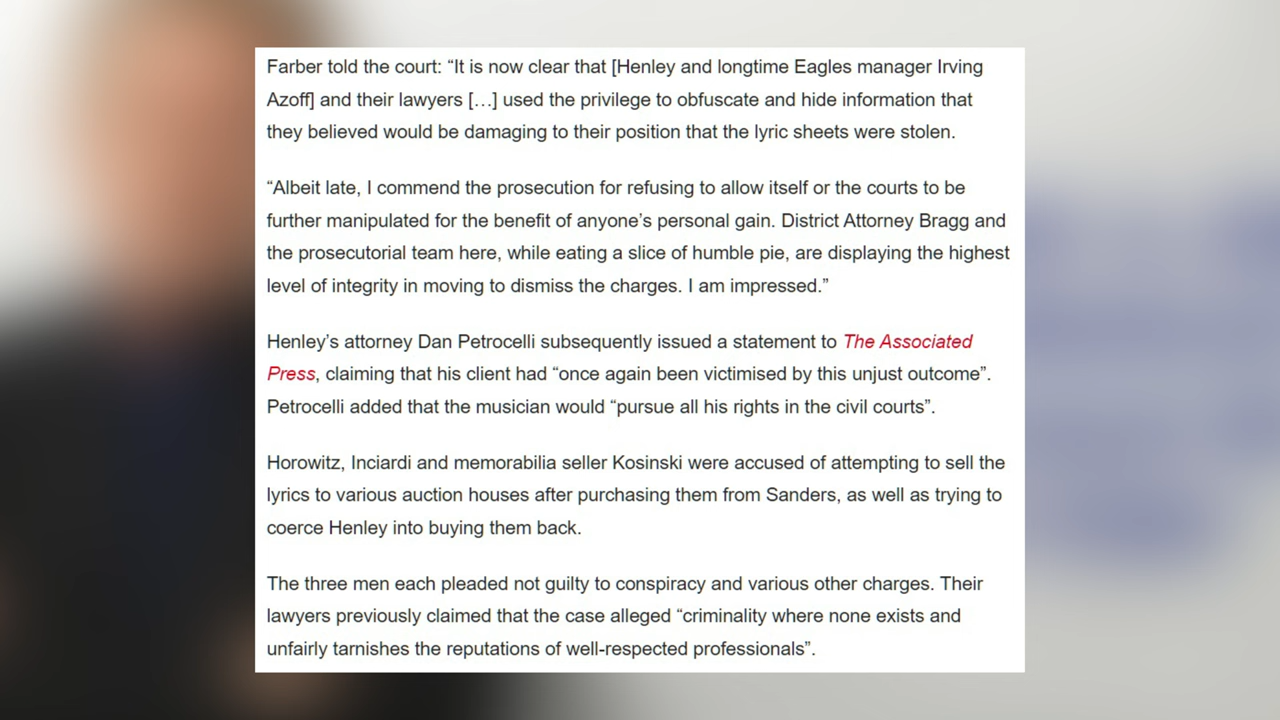 Farber told the court: “It is now clear that [Henley and longtime Eagles manager Irving
Azoff] and their lawyers […] used the privilege to obfuscate and hide information that
they believed would be damaging to their position that the lyric sheets were stolen.
“Albeit late, I commend the prosecution for refusing to allow itself or the courts to be
further manipulated for the benefit of anyone’s personal gain. District Attorney Bragg and
the prosecutorial team here, while eating a slice of humble pie, are displaying the highest
level of integrity in moving to dismiss the charges. I am impressed.”
Henley’s attorney Dan Petrocelli subsequently issued a statement to The Associated
Press, claiming that his client had “once again been victimised by this unjust outcome”.
Petrocelli added that the musician would “pursue all his rights in the civil courts”.
Horowitz, Inciardi and memorabilia seller Kosinski were accused of attempting to sell the
lyrics to various auction houses after purchasing them from Sanders, as well as trying to
coerce Henley into buying them back.
The three men each pleaded not guilty to conspiracy and various other charges. Their
lawyers previously claimed that the case alleged “criminality where none exists and
unfairly tarnishes the reputations of well-respected professionals”.